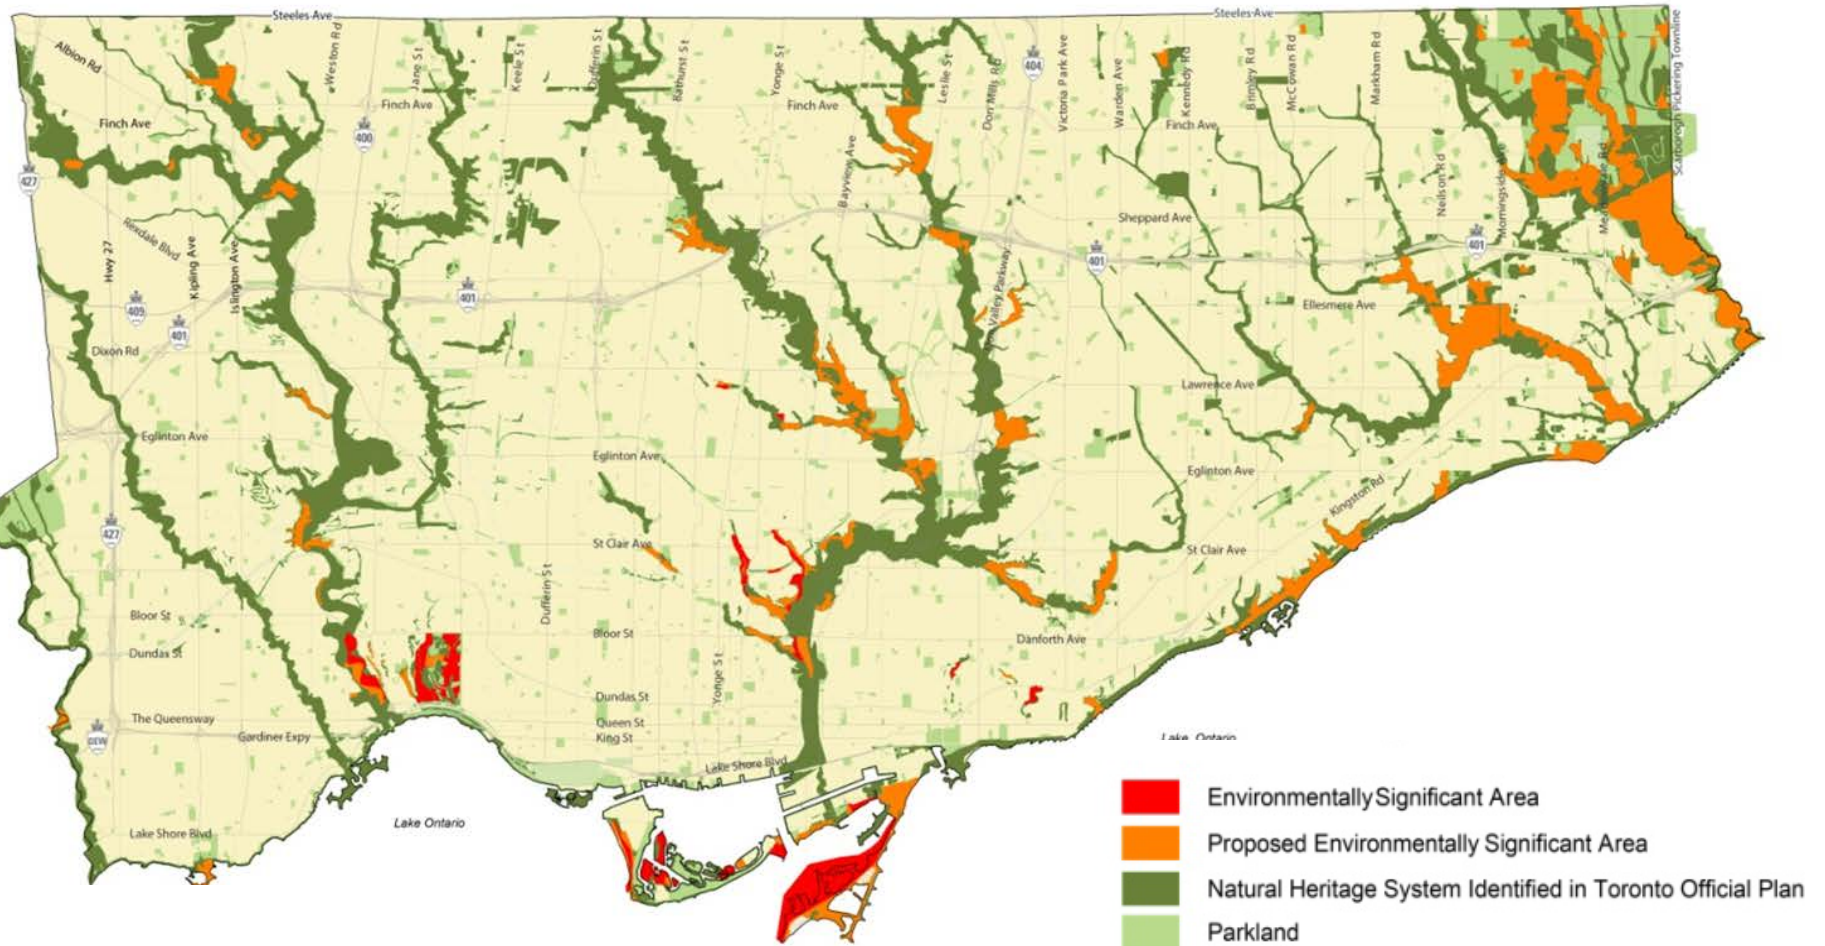 Steeles Ave
Steeles Ave
Albion Rd
Weston Rd
Jane St
Keele St
Dufferin St
Bathurst St
Yonge St
Leslie St
Don Mills Rd
404
Victoria Park Ave
Warden Ave
Kennedy Rd
Brimley Rd
McCowan Rd
Markham Rd
Scarborough Pickering Townline
Finch Ave
Finch Ave
Finch Ave
Finch Ave
400
427
Bayview Ave
Neilson Rd
Morningside Ave
Sheppard Ave
Rexdale Blvd
Hwy 27
Kipling Ave
Islington Ave
401
401
401
401
409
Valley Parkway
Ellesmere Ave
Dixon Rd
Lawrence Ave
Eglinton Ave
Eglinton Ave
Eglinton Ave
Kingston Rd
427
St Clair Ave
St Clair Ave
Dufferin St
Bloor St
Bloor St
Danforth Ave
Dundas St
Yonge St
Dundas St
The Queensway
Queen St
QEW
Gardiner Expy
King St
Lake Ontario
Lake Shore Blvd
Lake Ontario
Lake Shore Blvd
Environmentally Significant Area
Proposed Environmentally Significant Area
Natural Heritage System Identified in Toronto Official Plan
Parkland